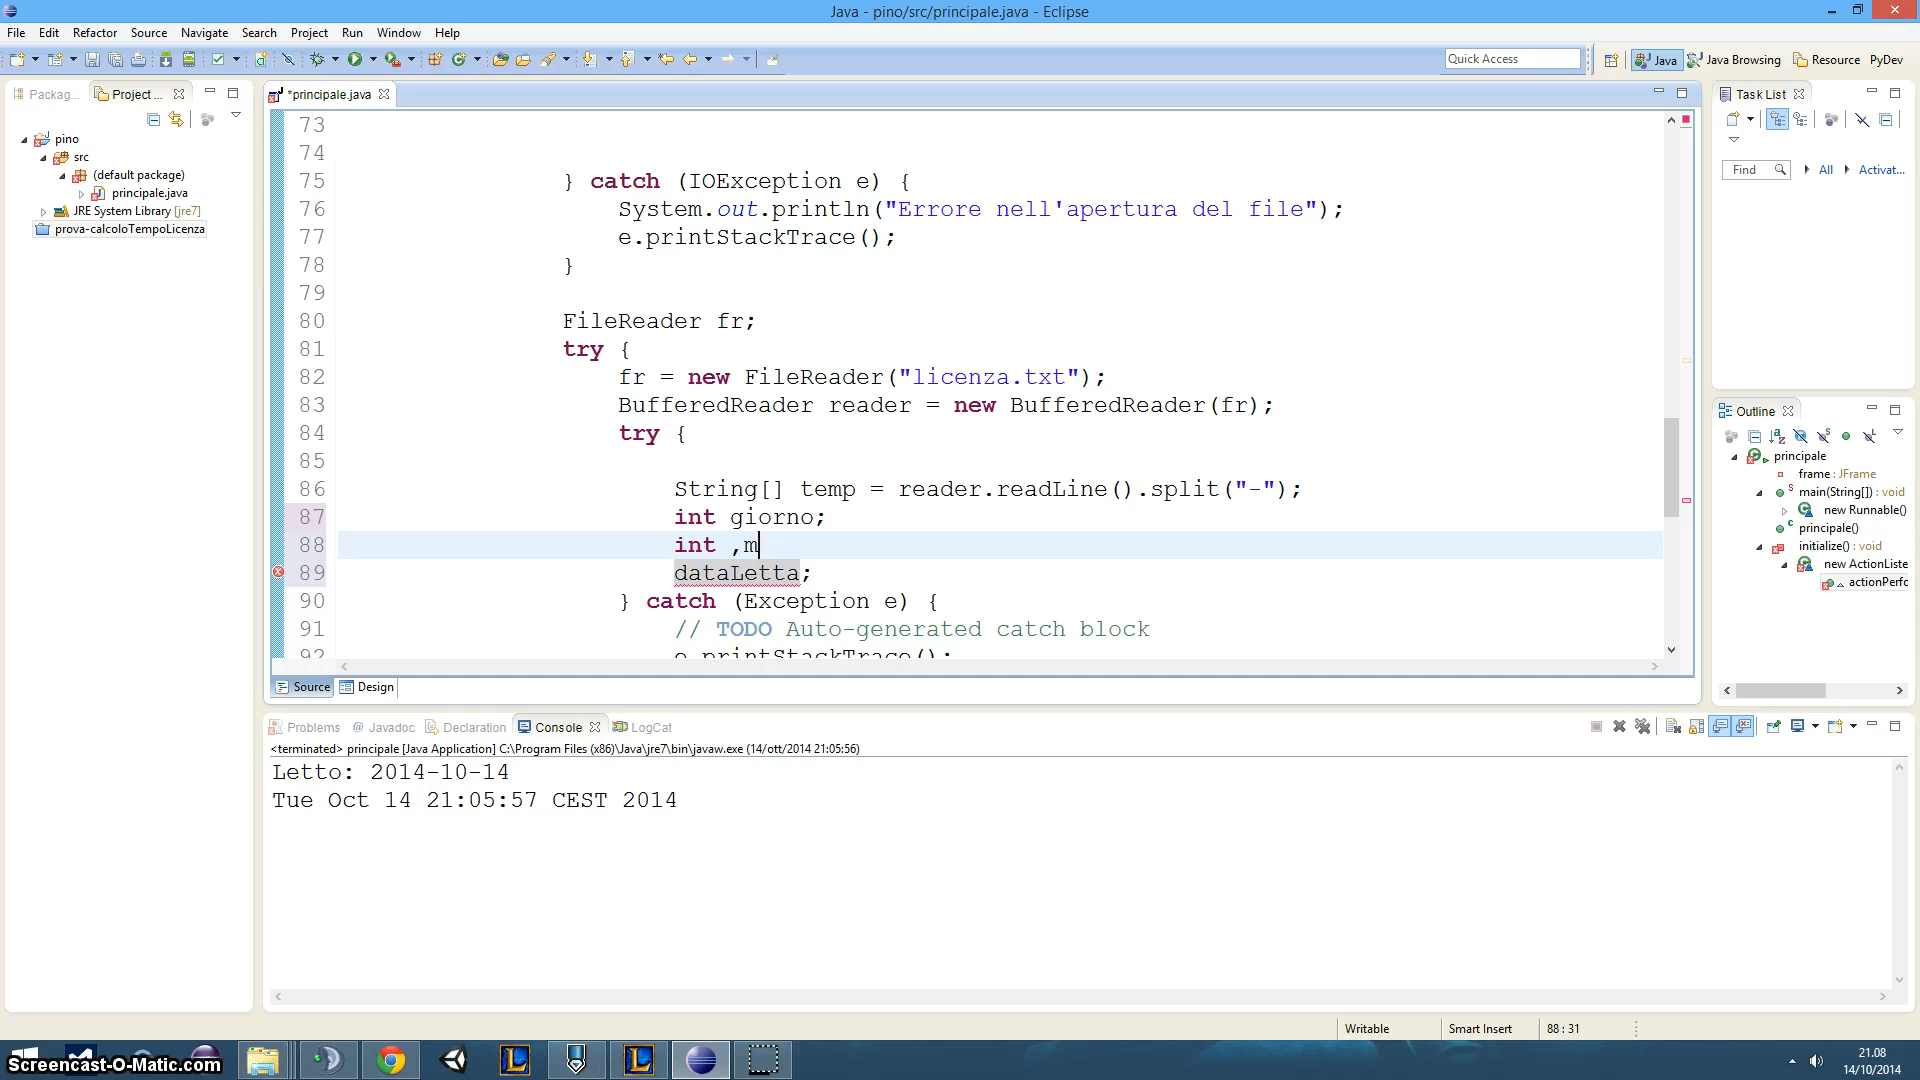 Java - pino/src/principale.java - Eclipse
File Edit Refactor Source Navigate Search Project Run Window Help
Quick Access
Java Java Browsing Resource PyDev
Packag... Project ...
*principale.java
Task List
pino
src
(default package)
principale.java
JRE System Library [jre7]
prova-calcoloTempoLicenza
73
74
75 } catch (IOException e) {
76 System.out.println("Errore nell'apertura del file");
77 e.printStackTrace();
78 }
79
80 FileReader fr;
81 try {
82 fr = new FileReader("licenza.txt");
83 BufferedReader reader = new BufferedReader(fr);
84 try {
85
86 String[] temp = reader.readLine().split("-");
87 int giorno;
88 int ,m
89 dataLetta;
90 } catch (Exception e) {
91 // TODO Auto-generated catch block
92 e.printStackTrace();
Source Design
Find All Activat...
Outline
principale
frame : JFrame
main(String[]) : void
new Runnable()
principale()
initialize() : void
new ActionListe
actionPerfo
Problems Javadoc Declaration Console LogCat
<terminated> principale [Java Application] C:\Program Files (x86)\Java\jre7\bin\javaw.exe (14/ott/2014 21:05:56)
Letto: 2014-10-14
Tue Oct 14 21:05:57 CEST 2014
Writable Smart Insert 88 : 31
Screencast-O-Matic.com
21.08
14/10/2014